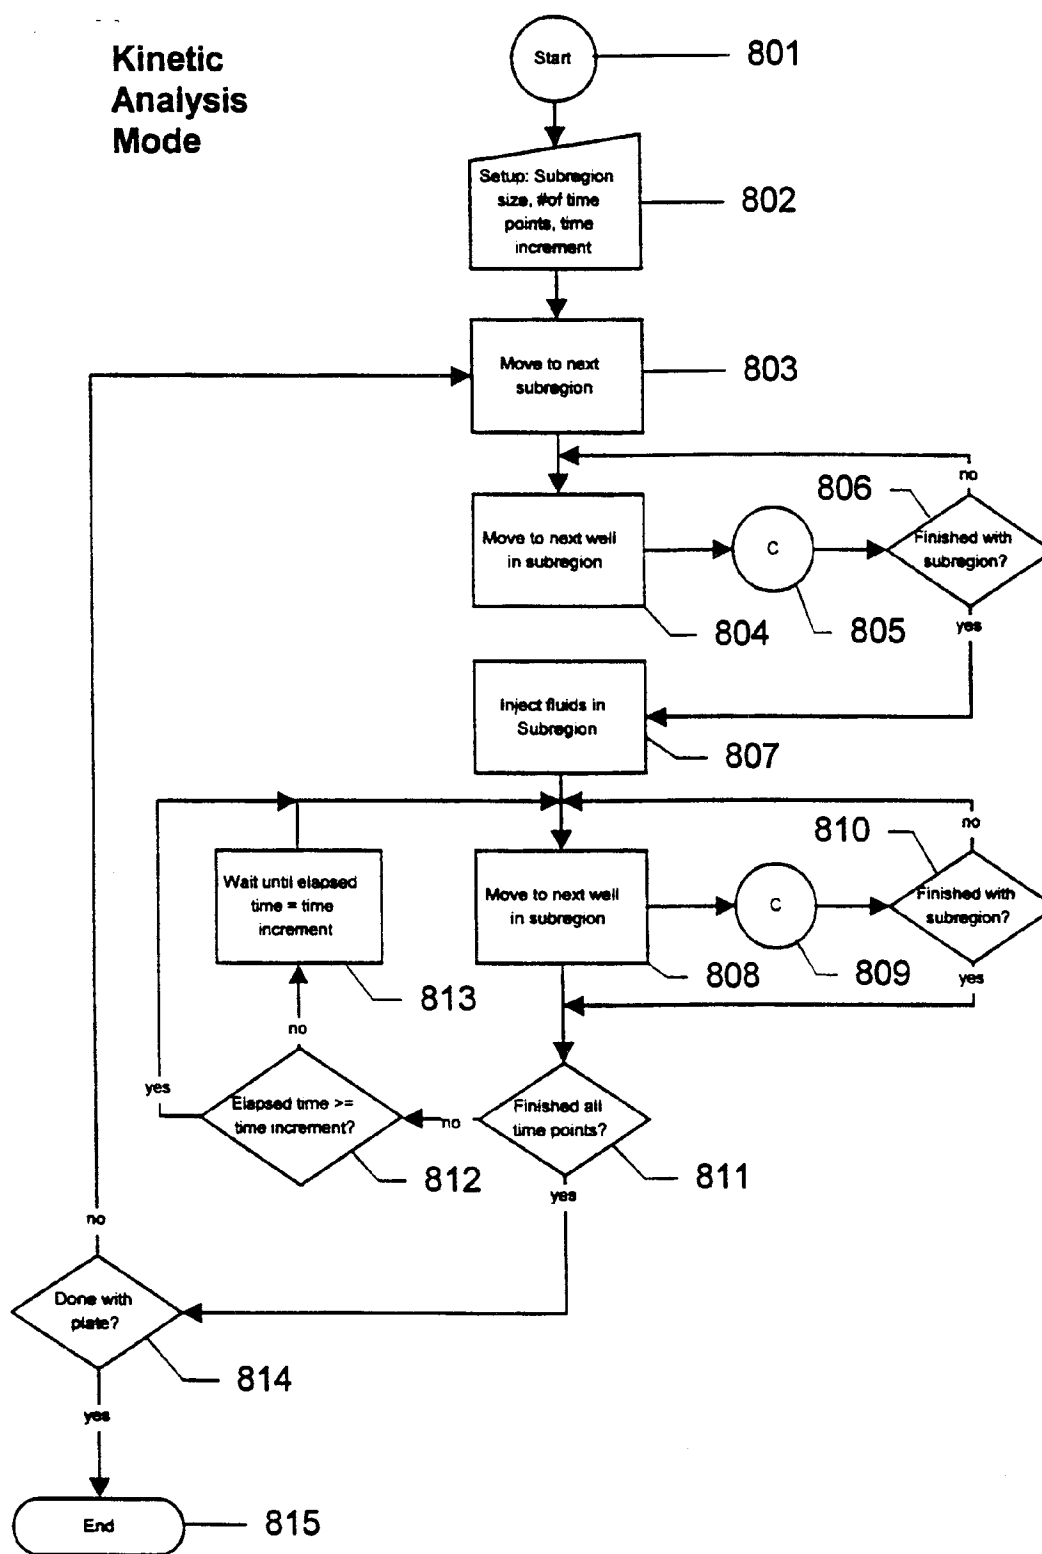 Kinetic
Analysis
Mode
Start
801
Setup: Subregion
size, #of time
points, time
increment
802
Move to next
subregion
803
no
806
Finished with
subregion?
Move to next well
in subregion
C
804
805
yes
Inject fluids in
Subregion
807
no
810
Wait until elapsed
time = time
increment
Move to next well
in subregion
C
Finished with
subregion?
813
808
809
yes
no
yes
Elapsed time >=
time increment?
no
Finished all
time points?
812
811
yes
no
Done with
plate?
814
yes
End
815